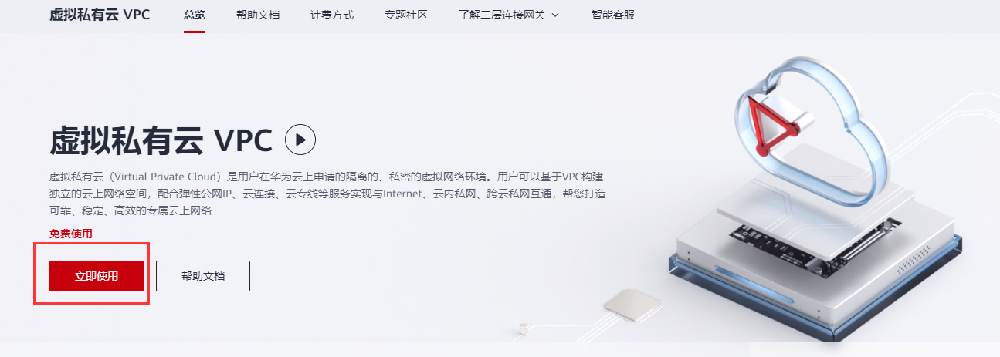 虚拟私有云 VPC 总览 帮助文档 计费方式 专题社区 了解二层连接网关 智能客服
虚拟私有云 VPC
虚拟私有云（Virtual Private Cloud）是用户在华为云上申请的隔离的、私密的虚拟网络环境。用户可以基于VPC构建
独立的云上网络空间，配合弹性公网IP、云连接、云专线等服务实现与Internet、云内私网、跨云私网互通，帮您打造
可靠、稳定、高效的专属云上网络
免费使用
立即使用 帮助文档